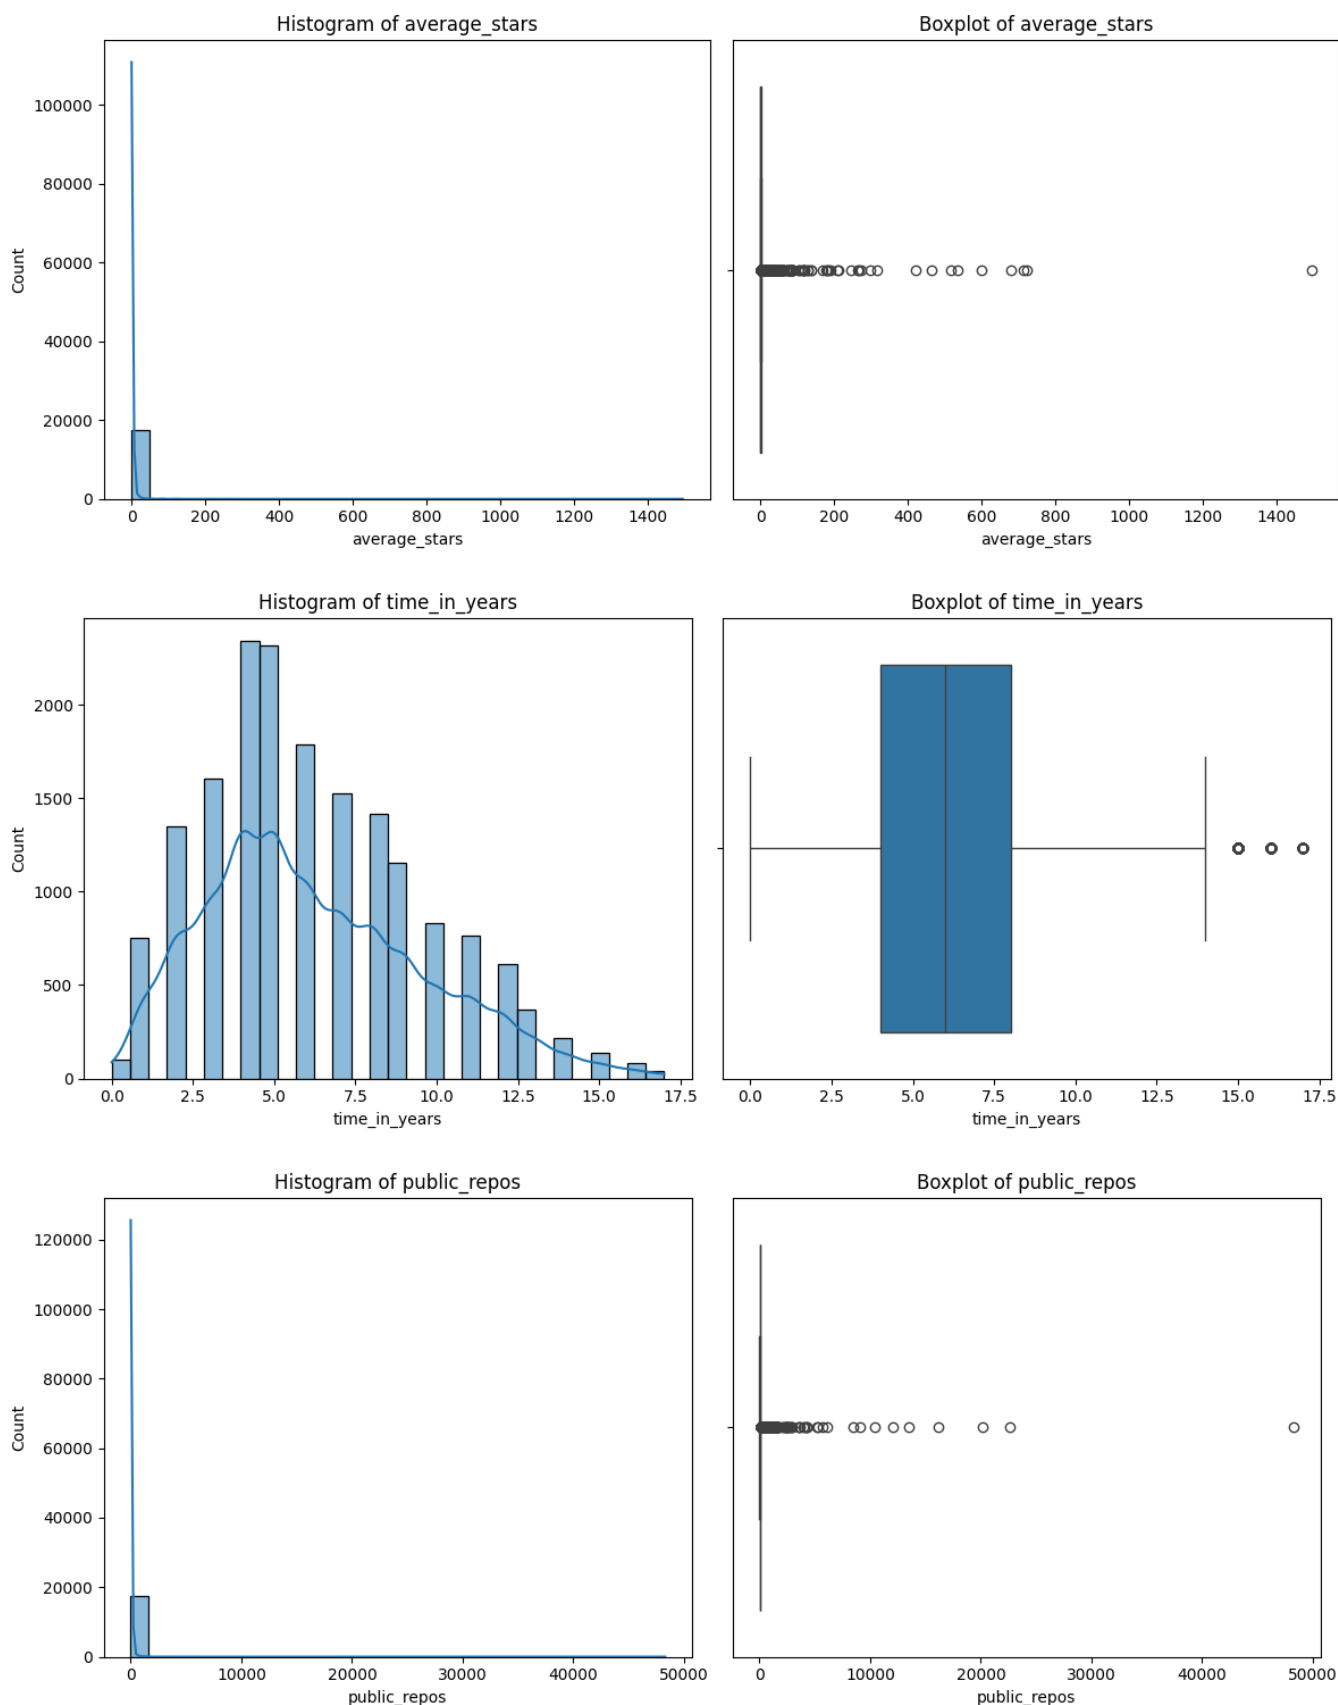 Histogram of average_stars
Boxplot of average_stars
100000
80000
60000
40000
20000
0
Count
0 200 400 600 800 1000 1200 1400
average_stars
0 200 400 600 800 1000 1200 1400
average_stars
Histogram of time_in_years
Boxplot of time_in_years
2000
1500
1000
500
0
Count
0.0 2.5 5.0 7.5 10.0 12.5 15.0 17.5
time_in_years
0.0 2.5 5.0 7.5 10.0 12.5 15.0 17.5
time_in_years
Histogram of public_repos
Boxplot of public_repos
120000
100000
80000
60000
40000
20000
0
Count
0 10000 20000 30000 40000 50000
public_repos
0 10000 20000 30000 40000 50000
public_repos